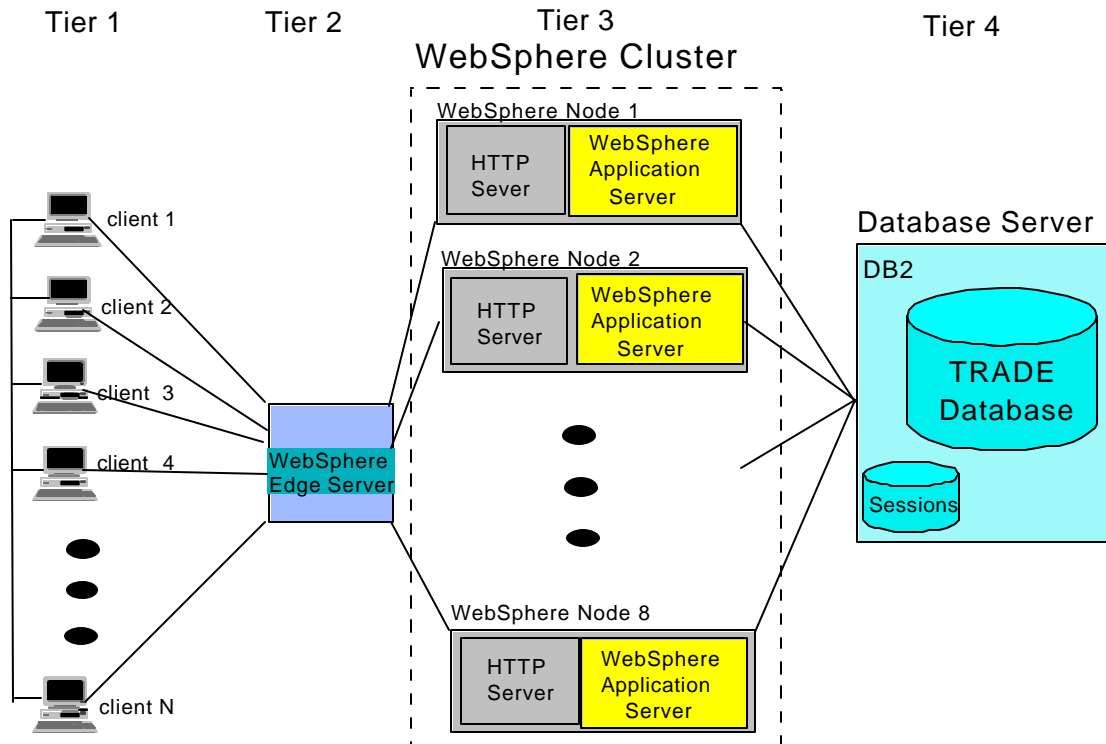 Tier 1
Tier 2
Tier 3
Tier 4
WebSphere Cluster
WebSphere Node 1
HTTP
Sever
WebSphere
Application
Server
client 1
client 2
client 3
client 4
client N
WebSphere
Edge Server
WebSphere Node 2
HTTP
Server
WebSphere
Application
Server
WebSphere Node 8
HTTP
Server
WebSphere
Application
Server
Database Server
DB2
TRADE
Database
Sessions